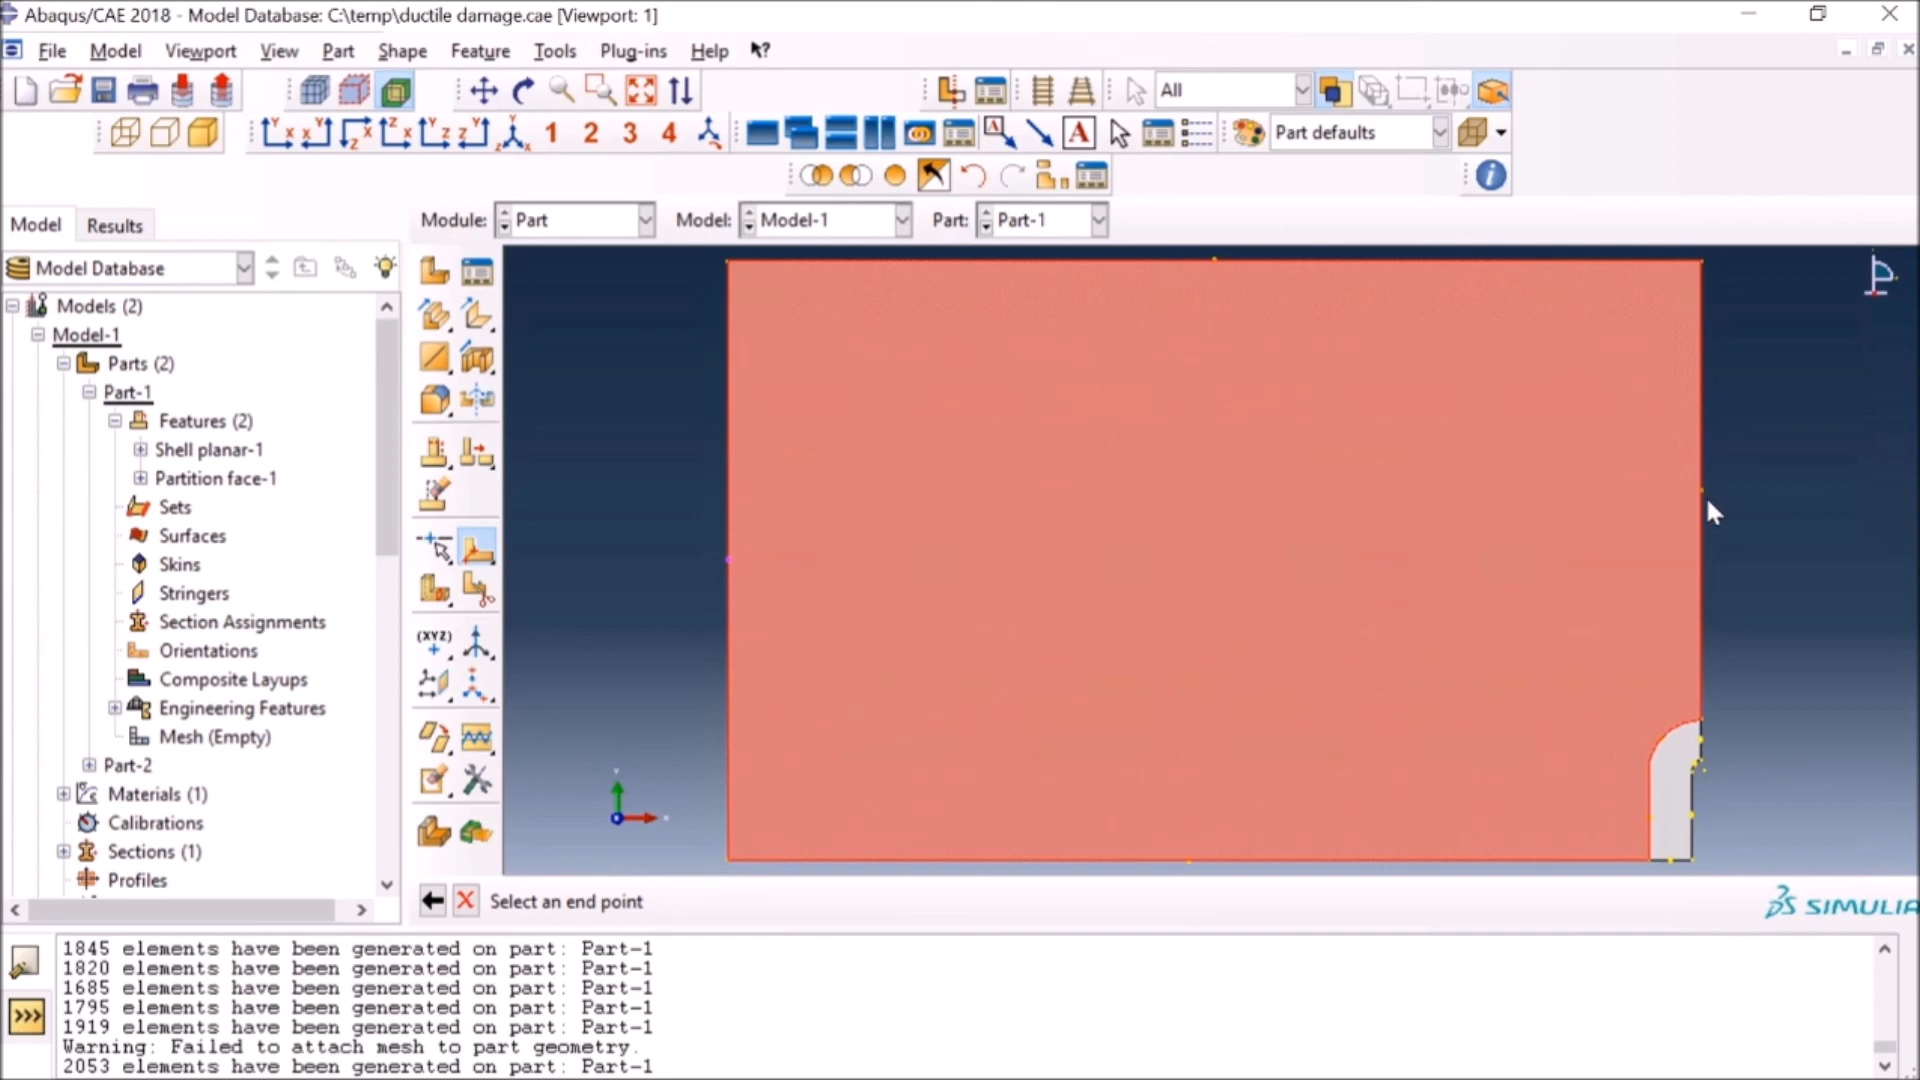 Abaqus/CAE 2018 - Model Database: C:\temp\ductile damage.cae [Viewport: 1]
File Model Viewport View Part Shape Feature Tools Plug-ins Help
All
1 2 3 4 A Part defaults
Model Results Module: Part Model: Model-1 Part: Part-1
Model Database
Models (2)
Model-1
Parts (2)
Part-1
Features (2)
Shell planar-1
Partition face-1
Sets
Surfaces
Skins
Stringers
Section Assignments
(XYZ)
Orientations
Composite Layups
Engineering Features
Mesh (Empty)
Part-2
Materials (1)
Calibrations
Sections (1)
Profiles
Select an end point
SIMULIA
1845 elements have been generated on part: Part-1
1820 elements have been generated on part: Part-1
1685 elements have been generated on part: Part-1
1795 elements have been generated on part: Part-1
1919 elements have been generated on part: Part-1
Warning: Failed to attach mesh to part geometry.
2053 elements have been generated on part: Part-1